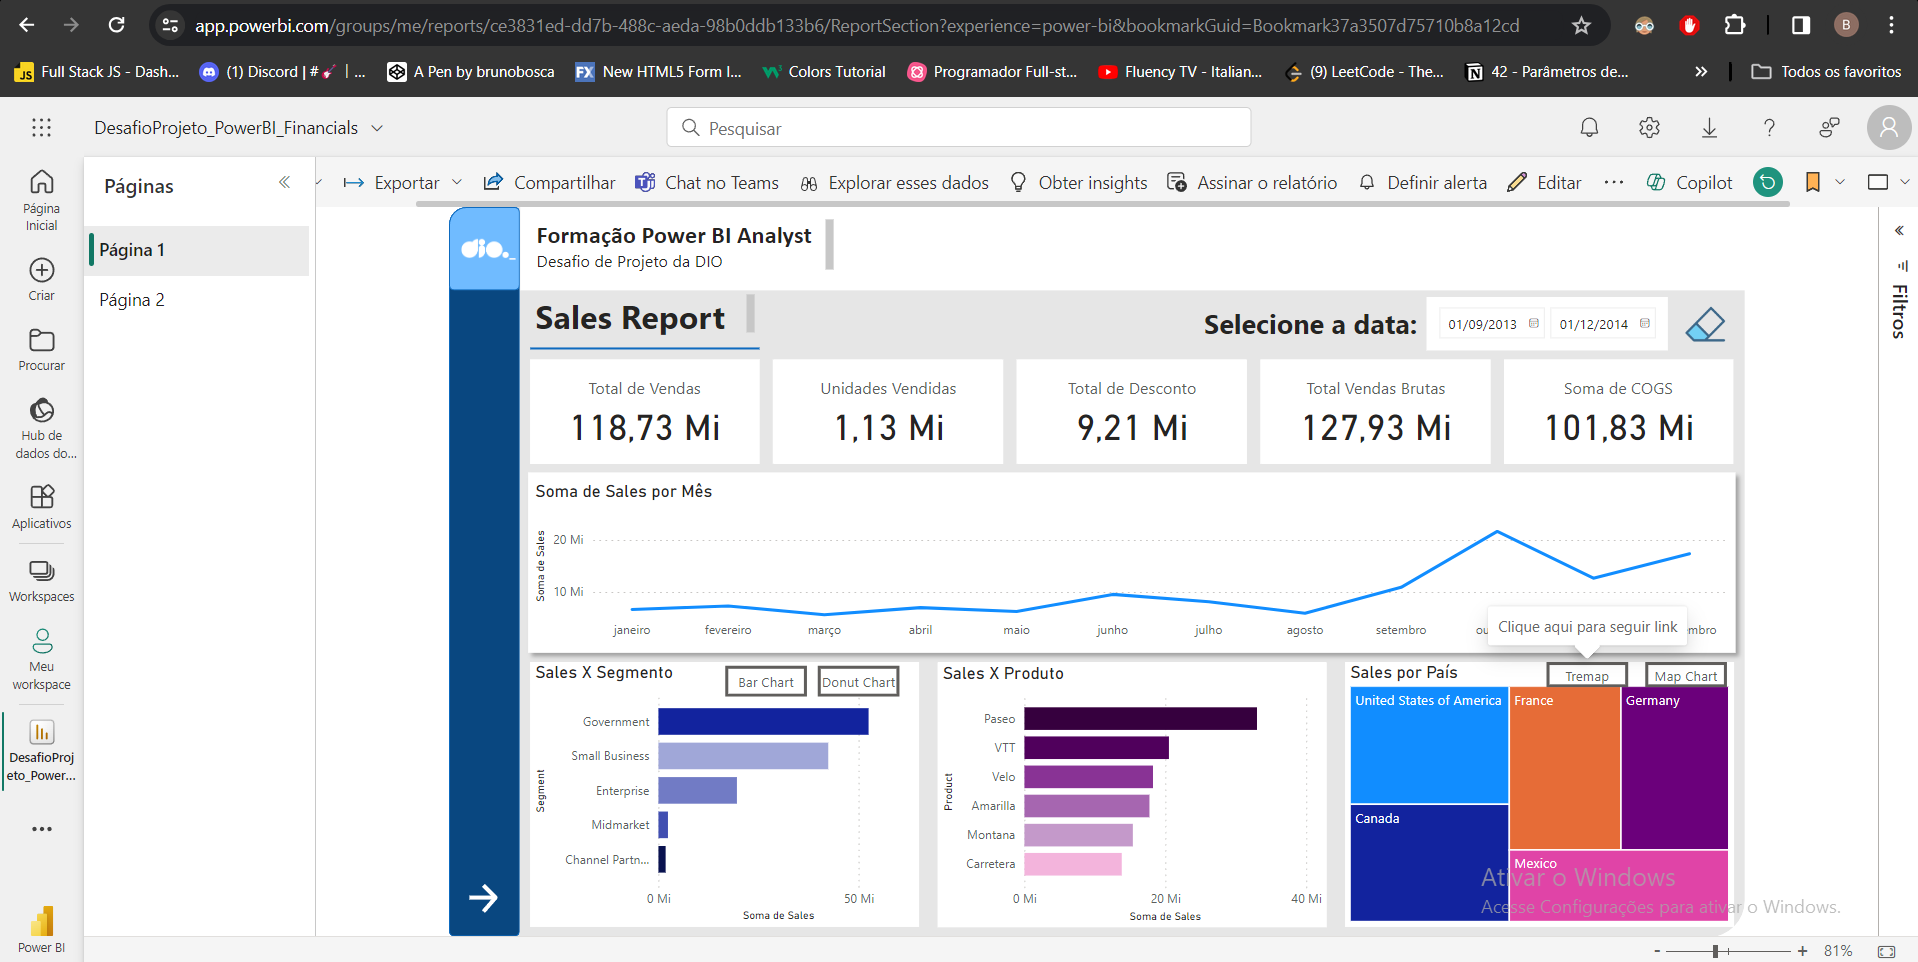 app.powerbi.com/groups/me/reports/ce3831ed-dd7b-488c-aeda-98b0ddb133b6/ReportSection?experience=power-bi&bookmarkGuid=Bookmark37a3507d75710b8a12cd
B
Full Stack JS - Dash...
(1) Discord | # | ...
A Pen by brunobosca
New HTML5 Form I...
Colors Tutorial
Programador Full-st...
Fluency TV - Italian...
(9) LeetCode - The...
42 - Parâmetros de...
Todos os favoritos
DesafioProjeto_PowerBI_Financials
Pesquisar
Páginas
Exportar
Compartilhar
Chat no Teams
Explorar esses dados
Obter insights
Assinar o relatório
Definir alerta
Editar
Copilot
Página Inicial
Criar
Procurar
Hub de dados do...
Aplicativos
Workspaces
Meu workspace
DesafioProj
eto_Power...
Power BI
Página 1
Página 2
dio._
Formação Power BI Analyst
Desafio de Projeto da DIO
Filtros
Sales Report
Selecione a data:
01/09/2013
01/12/2014
Total de Vendas
118,73 Mi
Unidades Vendidas
1,13 Mi
Total de Desconto
9,21 Mi
Total Vendas Brutas
127,93 Mi
Soma de COGS
101,83 Mi
Soma de Sales por Mês
Soma de Sales
20 Mi
10 Mi
janeiro
fevereiro
março
abril
maio
junho
julho
agosto
setembro
ou
mbro
Clique aqui para seguir link
Sales X Segmento
Bar Chart
Donut Chart
Segment
Government
Small Business
Enterprise
Midmarket
Channel Partn...
0 Mi
50 Mi
Soma de Sales
Sales X Produto
Product
Paseo
VTT
Velo
Amarilla
Montana
Carretera
0 Mi
20 Mi
40 Mi
Soma de Sales
Sales por País
Tremap
Map Chart
United States of America
France
Germany
Canada
Mexico
Ativar o Windows
Acesse Configurações para ativar o Windows.
81%